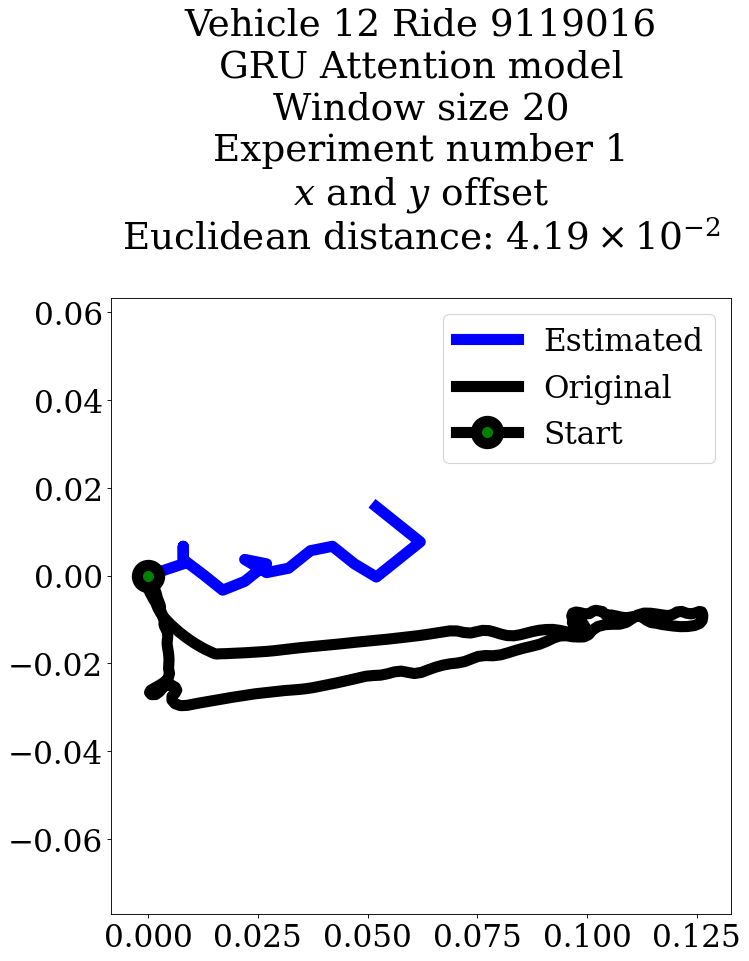 Vehicle 12 Ride 9119016
GRU Attention model
Window size 20
Experiment number 1
x and y offset
Euclidean distance: 4.19 × 10⁻²
Estimated
Original
Start
0.06
0.04
0.02
0.00
−0.02
−0.04
−0.06
0.000 0.025 0.050 0.075 0.100 0.125